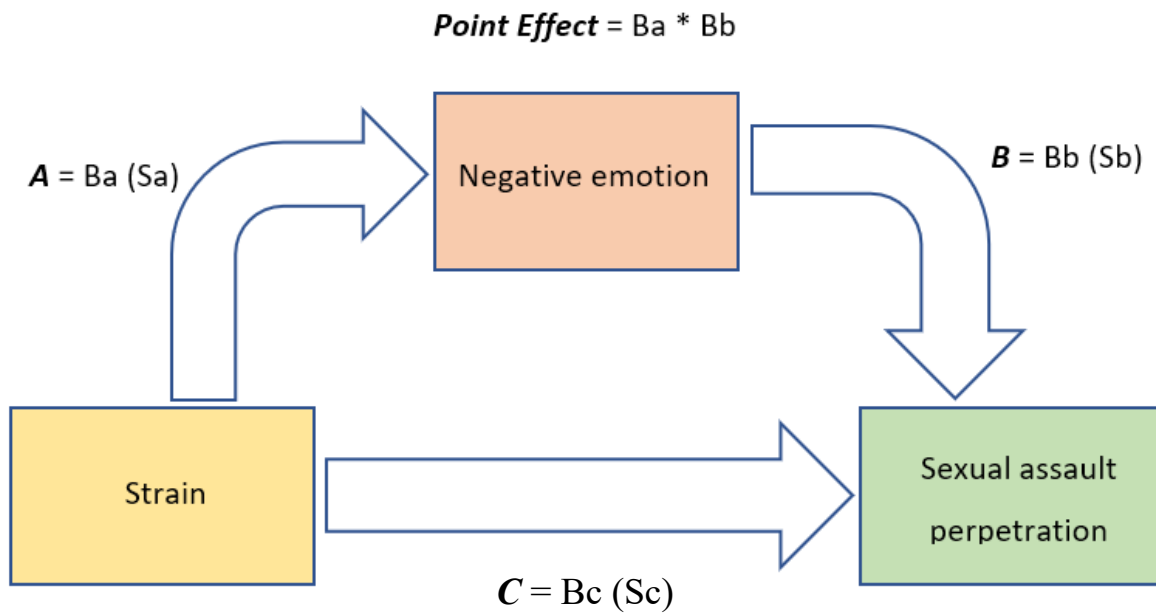 Point Effect = Ba * Bb
A = Ba (Sa)
Negative emotion
B = Bb (Sb)
Strain
Sexual assault
perpetration
C = Bc (Sc)